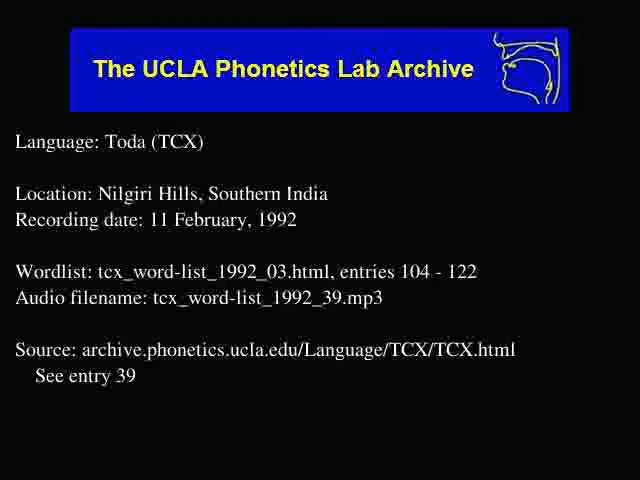 The UCLA Phonetics Lab Archive
Language: Toda (TCX)
Location: Nilgiri Hills, Southern India
Recording date: 11 February, 1992
Wordlist: tcx_word-list_1992_03.html, entries 104 - 122
Audio filename: tcx_word-list_1992_39.mp3
Source: archive.phonetics.ucla.edu/Language/TCX/TCX.html
See entry 39